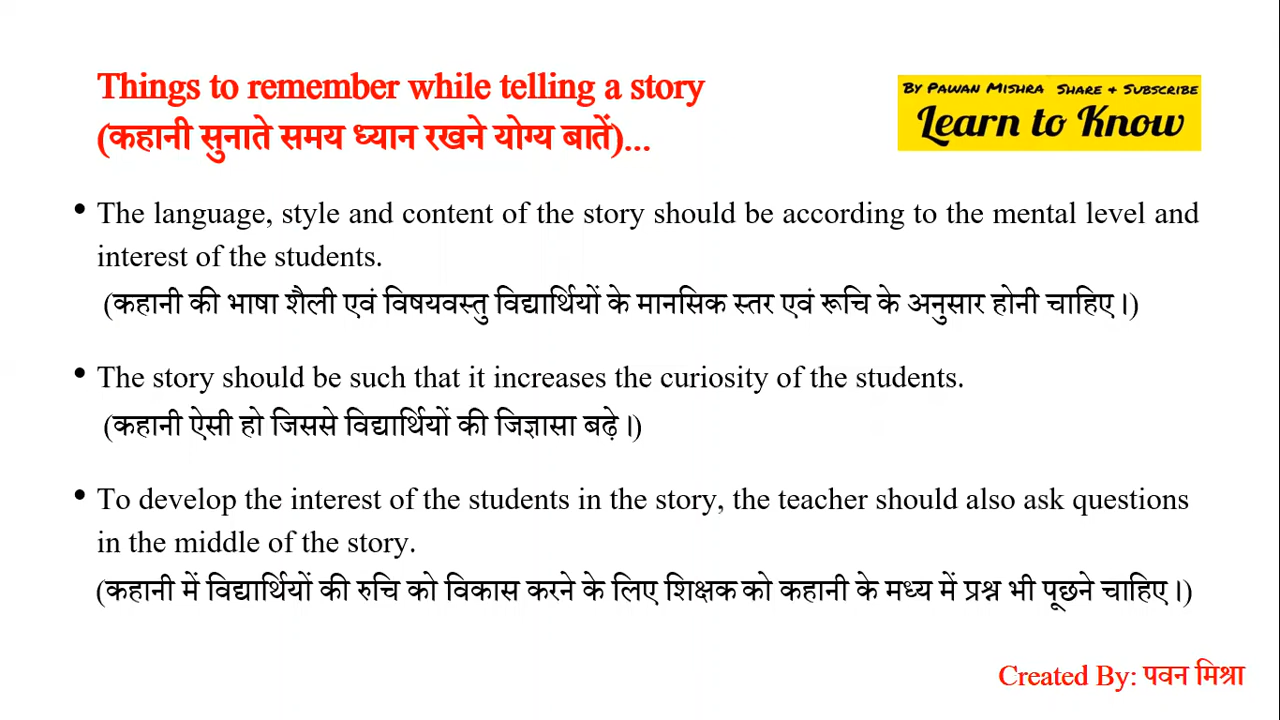 Things to remember while telling a story
(कहानी सुनाते समय ध्यान रखने योग्य बातें)...
By Pawan Mishra Share & Subscribe
Learn to Know
• The language, style and content of the story should be according to the mental level and
interest of the students.
(कहानी की भाषा शैली एवं विषयवस्तु विद्यार्थियों के मानसिक स्तर एवं रूचि के अनुसार होनी चाहिए।)
• The story should be such that it increases the curiosity of the students.
(कहानी ऐसी हो जिससे विद्यार्थियों की जिज्ञासा बढ़े।)
• To develop the interest of the students in the story, the teacher should also ask questions
in the middle of the story.
(कहानी में विद्यार्थियों की रुचि को विकास करने के लिए शिक्षक को कहानी के मध्य में प्रश्न भी पूछने चाहिए।)
Created By: पवन मिश्रा